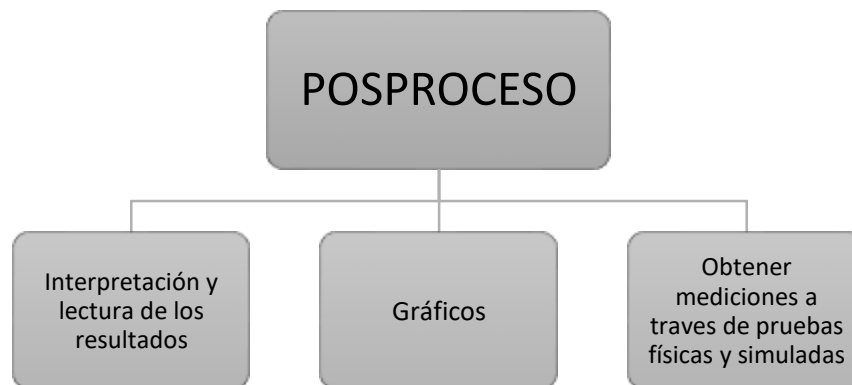 POSPROCESO
Interpretación y
lectura de los
resultados
Gráficos
Obtener
mediciones a
traves de pruebas
físicas y simuladas